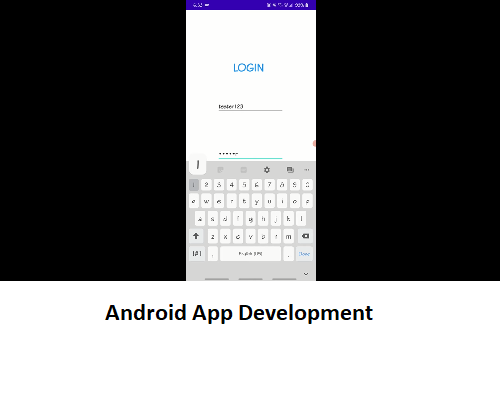 LOGIN
tester123
1
1 2 3 4 5 6 7 8 9 0
q w e r t y u i o p
a s d f g h j k l
z x c v b n m
!#1 , English (US) . Done
Android App Development